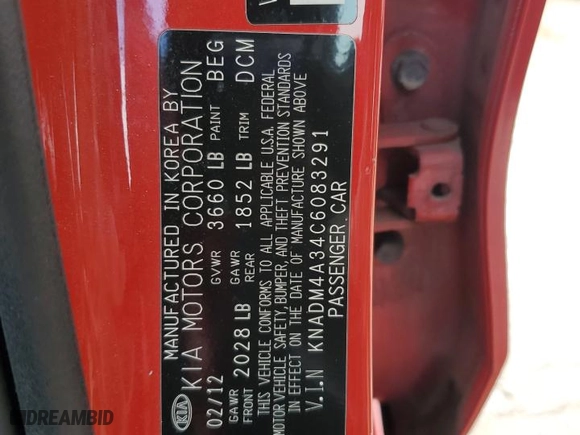 MANUFACTURED IN KOREA BY
KIA KIA MOTORS CORPORATION
02/12 GVWR 3660 LB PAINT BEG
GAWR FRONT 2028 LB GAWR REAR 1852 LB TRIM DCM
THIS VEHICLE CONFORMS TO ALL APPLICABLE U.S.A. FEDERAL
MOTOR VEHICLE SAFETY, BUMPER, AND THEFT PREVENTION STANDARDS
IN EFFECT ON THE DATE OF MANUFACTURE SHOWN ABOVE
V.I.N KNADM4A34C6083291
PASSENGER CAR
©IDREAMBID